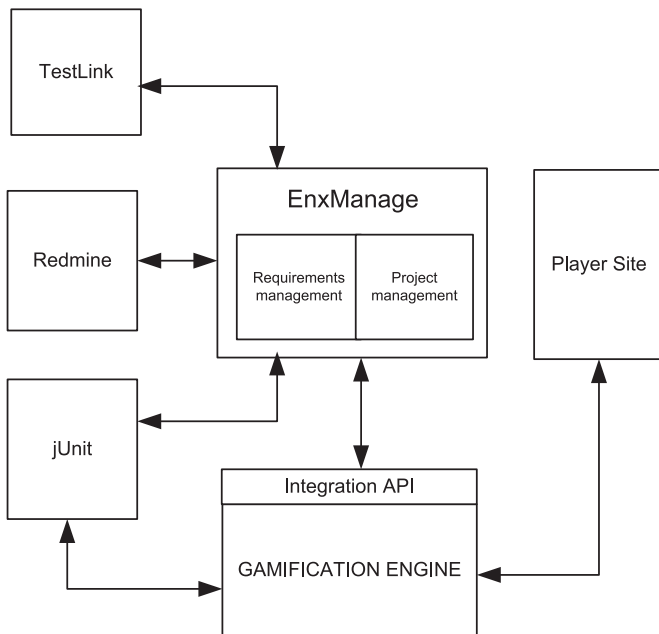 TestLink
EnxManage
Redmine
Requirements
management
Project
management
Player Site
jUnit
Integration API
GAMIFICATION ENGINE